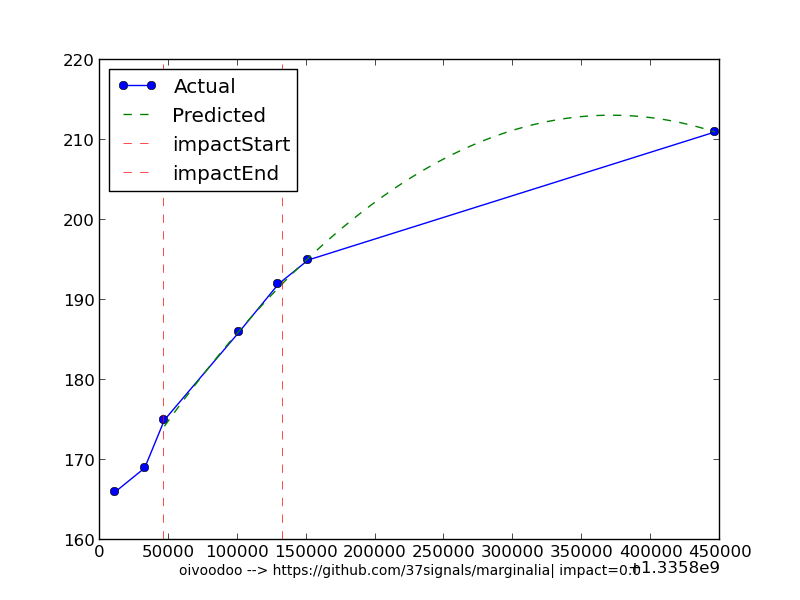 220
210
200
190
180
170
160
Actual
Predicted
impactStart
impactEnd
0 50000 100000 150000 200000 250000 300000 350000 400000 450000
+1.3358e9
oivoodoo --> https://github.com/37signals/marginalia| impact=0.0